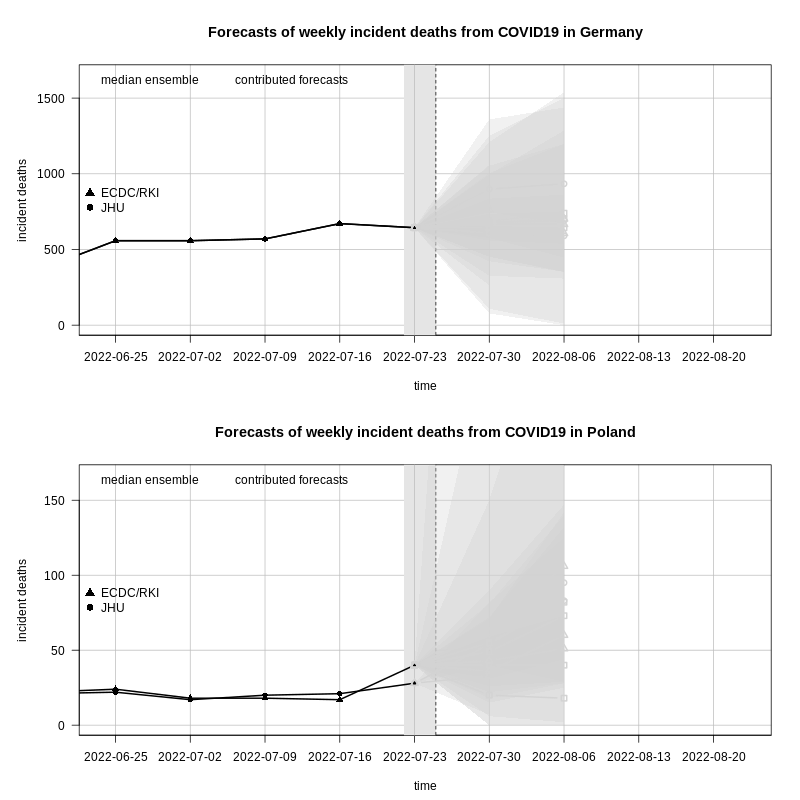 Forecasts of weekly incident deaths from COVID19 in Germany
median ensemble contributed forecasts
1500
1000
500
0
incident deaths
ECDC/RKI
JHU
2022-06-25 2022-07-02 2022-07-09 2022-07-16 2022-07-23 2022-07-30 2022-08-06 2022-08-13 2022-08-20
time
Forecasts of weekly incident deaths from COVID19 in Poland
median ensemble contributed forecasts
150
100
50
0
incident deaths
ECDC/RKI
JHU
2022-06-25 2022-07-02 2022-07-09 2022-07-16 2022-07-23 2022-07-30 2022-08-06 2022-08-13 2022-08-20
time